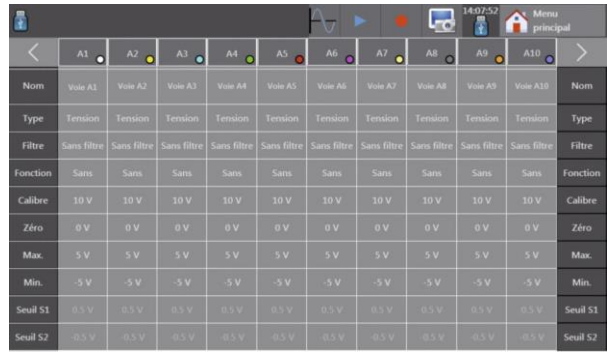 14:07:52 Menu principal
A1 A2 A3 A4 A5 A6 A7 A8 A9 A10
Nom Voie A1 Voie A2 Voie A3 Voie A4 Voie A5 Voie A6 Voie A7 Voie A8 Voie A9 Voie A10 Nom
Type Tension Tension Tension Tension Tension Tension Tension Tension Tension Tension Type
Filtre Sans filtre Sans filtre Sans filtre Sans filtre Sans filtre Sans filtre Sans filtre Sans filtre Sans filtre Sans filtre Filtre
Fonction Sans Sans Sans Sans Sans Sans Sans Sans Sans Sans Fonction
Calibre 10 V 10 V 10 V 10 V 10 V 10 V 10 V 10 V 10 V 10 V Calibre
Zéro 0 V 0 V 0 V 0 V 0 V 0 V 0 V 0 V 0 V 0 V Zéro
Max. 5 V 5 V 5 V 5 V 5 V 5 V 5 V 5 V 5 V 5 V Max.
Min. -5 V -5 V -5 V -5 V -5 V -5 V -5 V -5 V -5 V -5 V Min.
Seuil S1 0.5 V 0.5 V 0.5 V 0.5 V 0.5 V 0.5 V 0.5 V 0.5 V 0.5 V 0.5 V Seuil S1
Seuil S2 -0.5 V -0.5 V -0.5 V -0.5 V -0.5 V -0.5 V -0.5 V -0.5 V -0.5 V -0.5 V Seuil S2